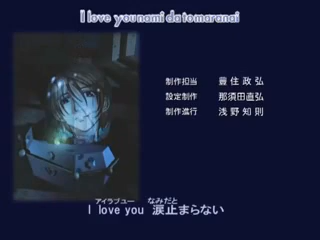 I love you nami da tomaranai
制作担当 豊住政弘
設定制作 那須田直弘
制作進行 浅野知則
アイラブユー なみだと
I love you 涙止まらない